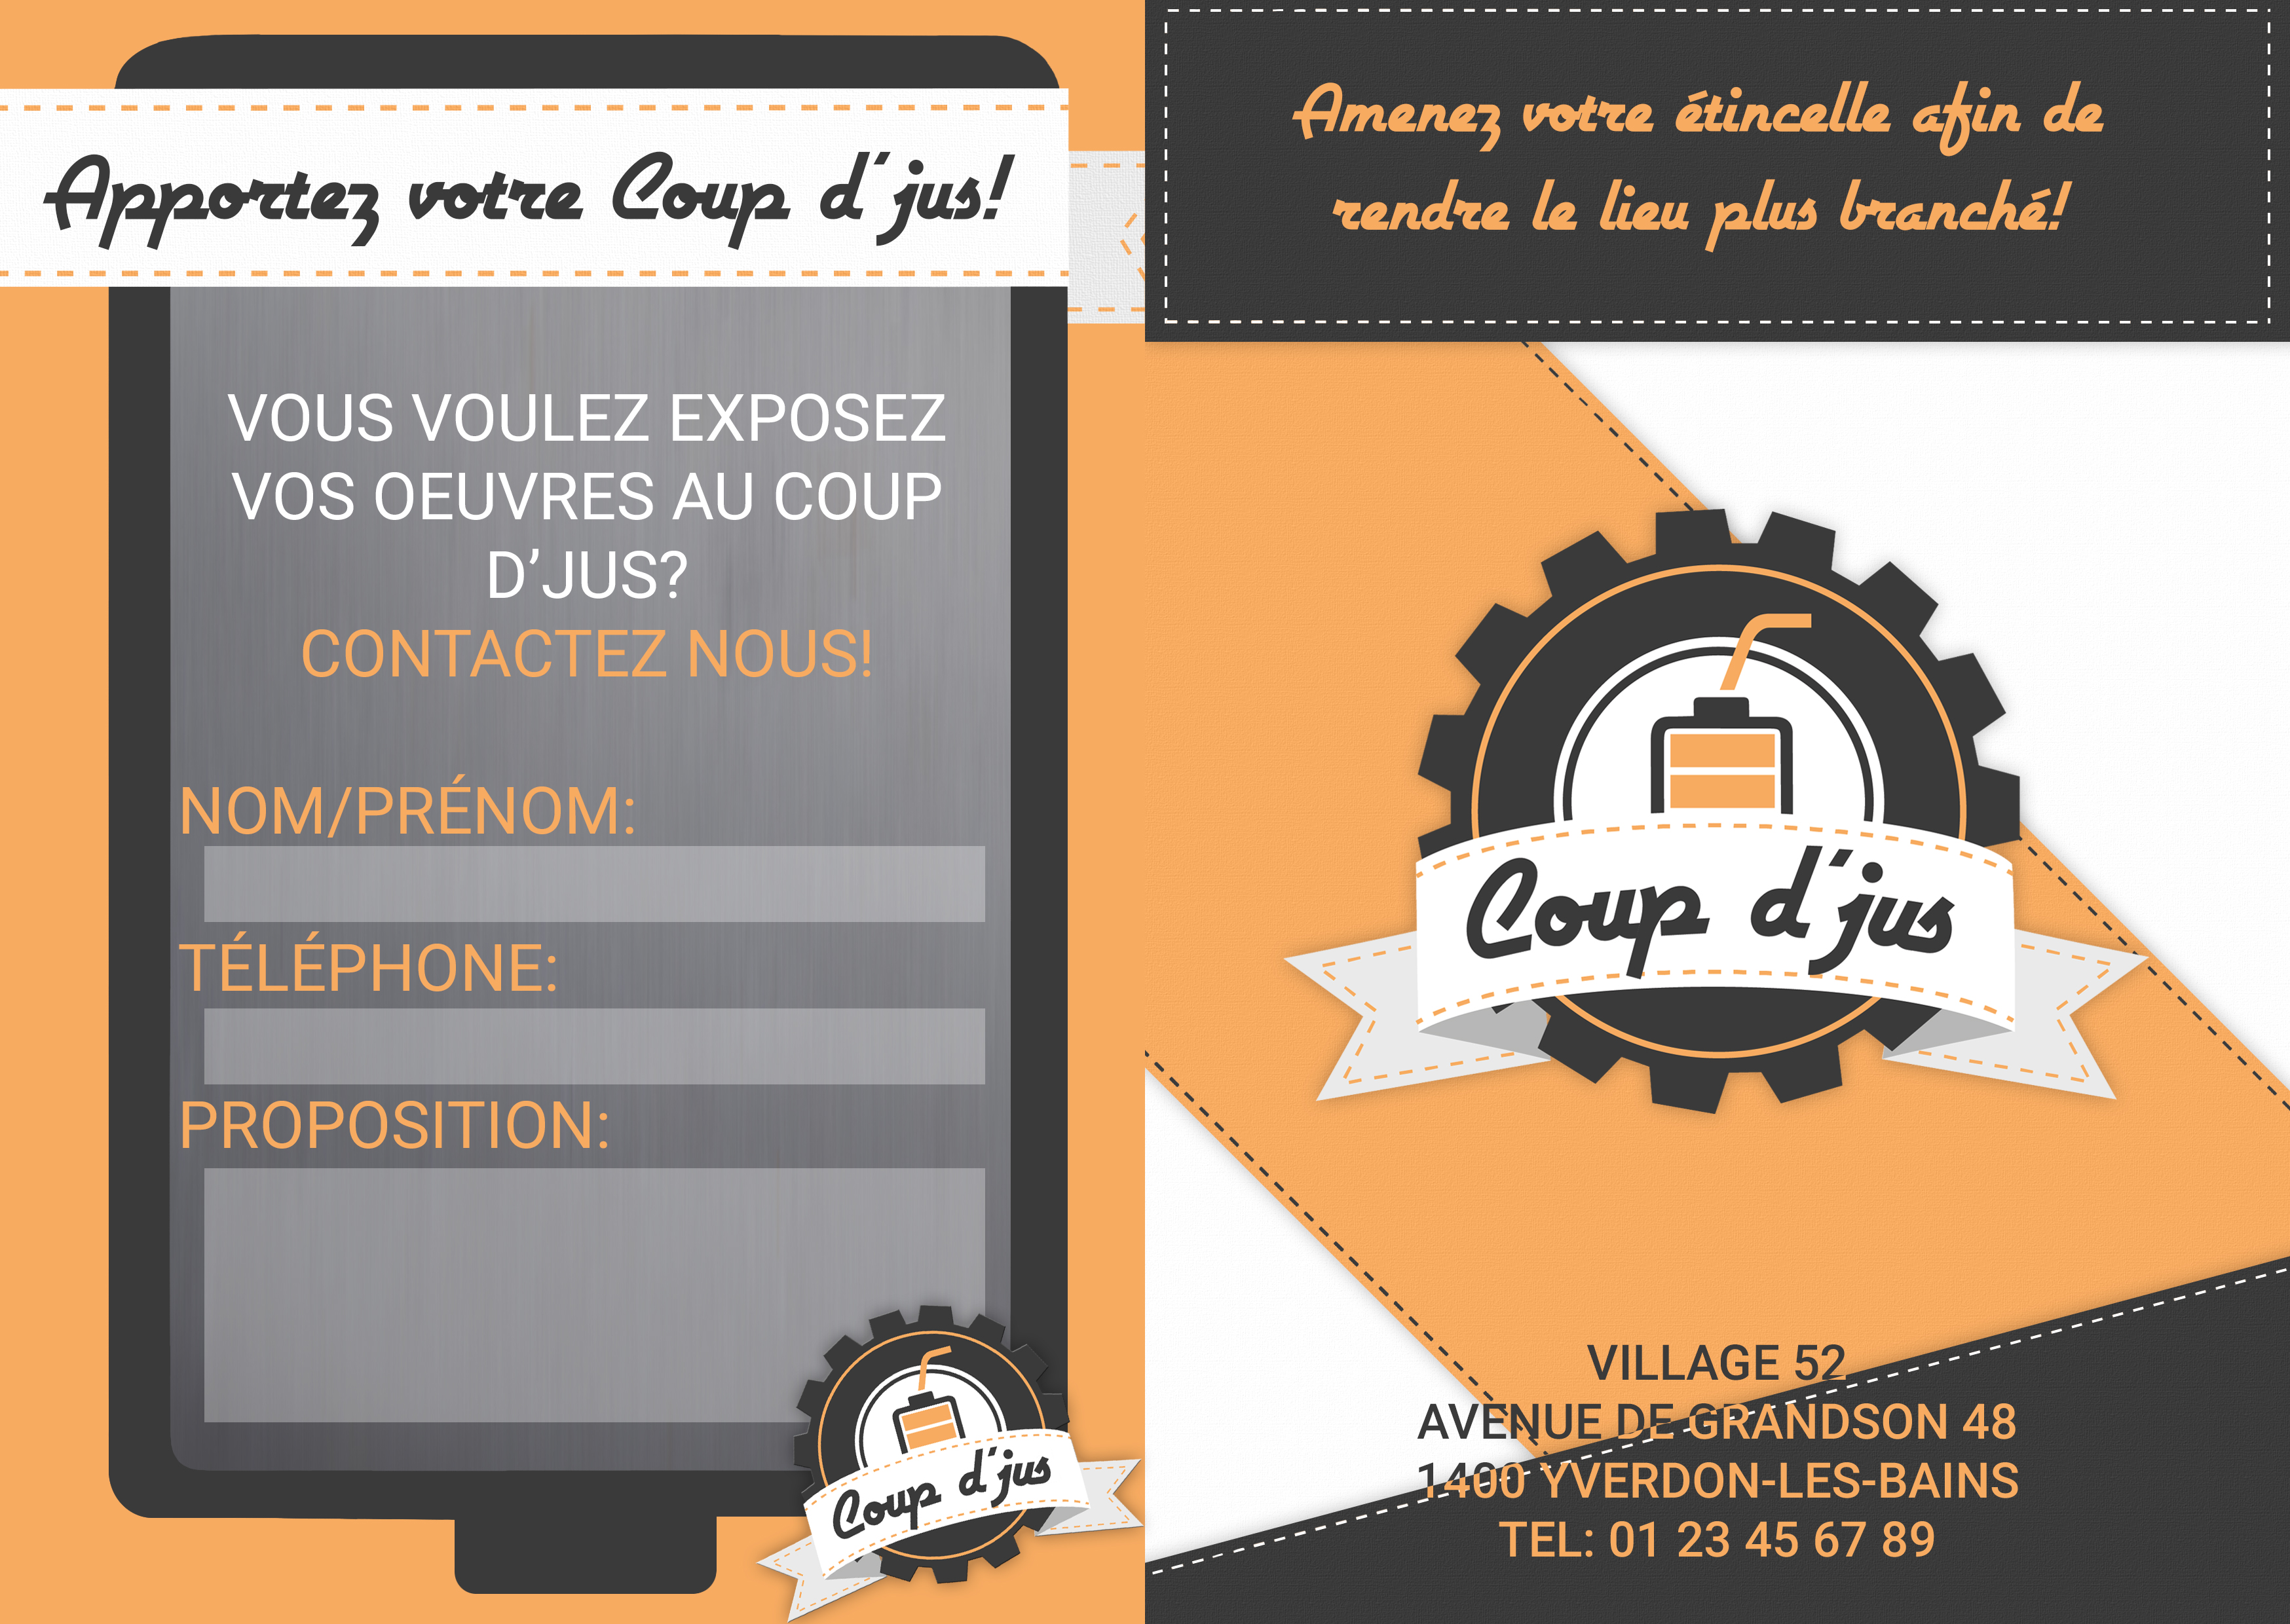 Apportez votre Coup d'jus!
VOUS VOULEZ EXPOSEZ
VOS OEUVRES AU COUP
D’JUS?
CONTACTEZ NOUS!
NOM/PRÉNOM:
TÉLÉPHONE:
PROPOSITION:
Coup d'jus
Amenez votre étincelle afin de
rendre le lieu plus branché!
Coup d'jus
VILLAGE 52
AVENUE DE GRANDSON 48
1400 YVERDON-LES-BAINS
TEL: 01 23 45 67 89